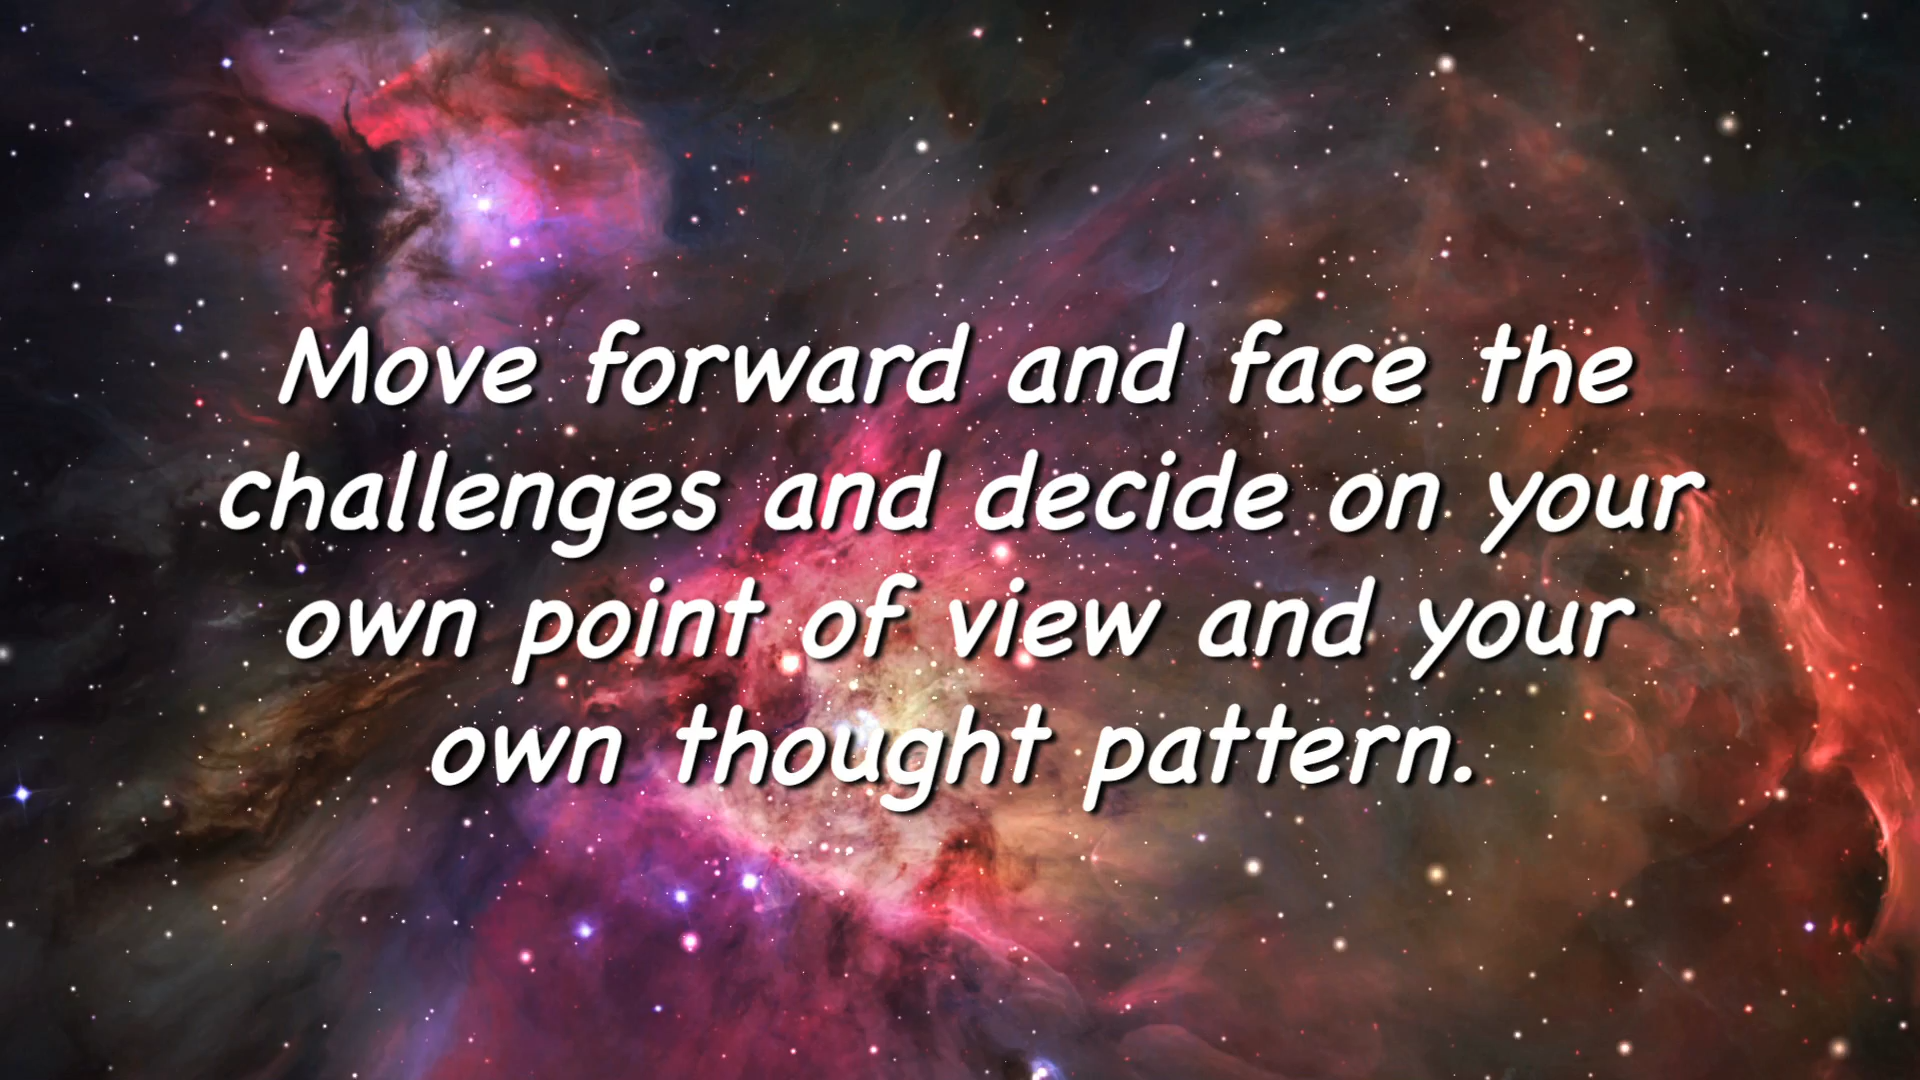 Move forward and face the
challenges and decide on your
own point of view and your
own thought pattern.